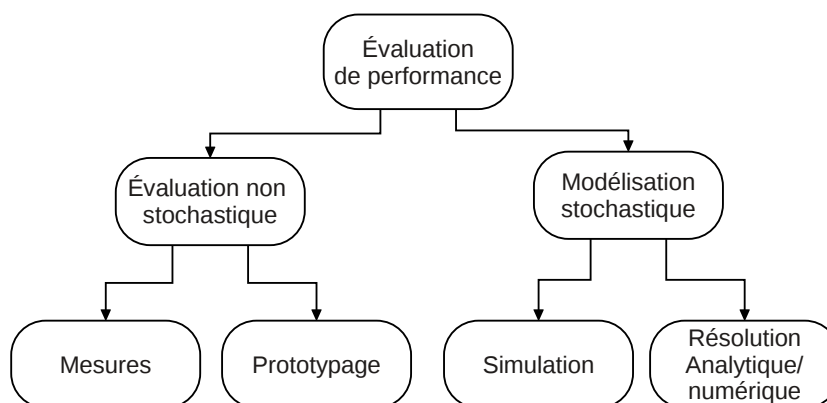 Évaluation
de performance
Évaluation non
stochastique
Modélisation
stochastique
Mesures
Prototypage
Simulation
Résolution
Analytique/
numérique